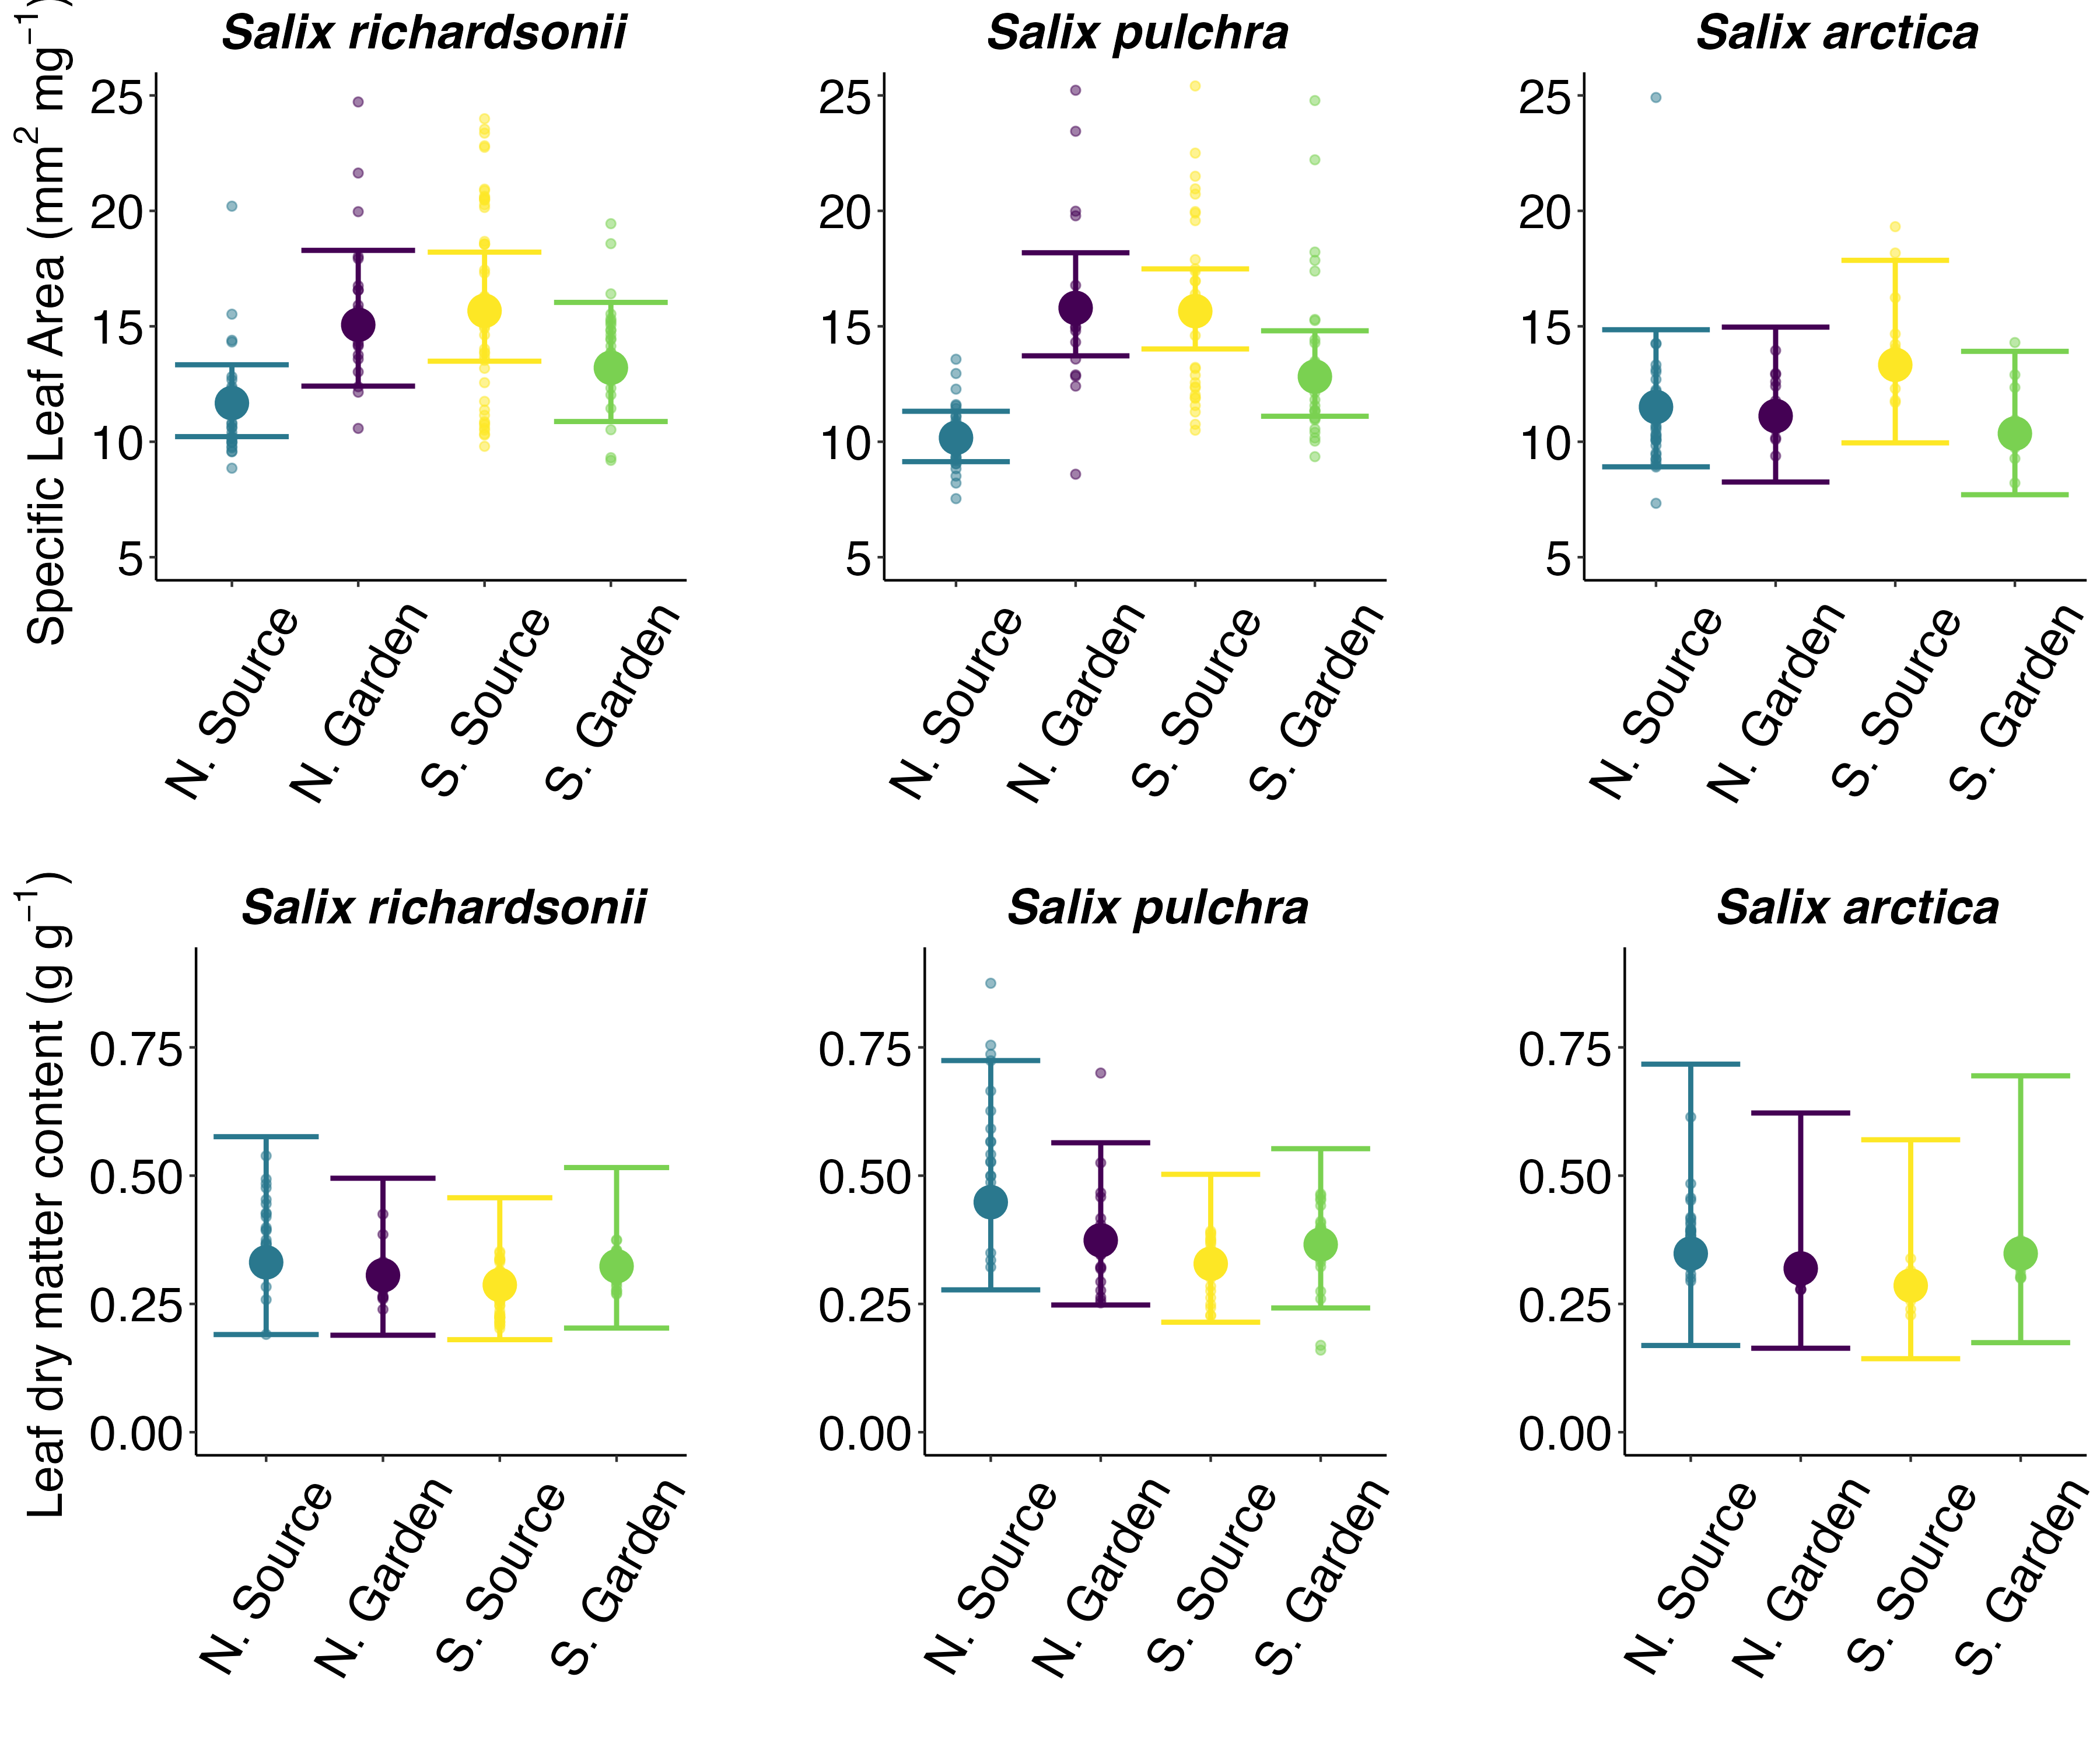 Specific Leaf Area (mm² mg⁻¹)
Salix richardsonii
25
20
15
10
5
N. Source
N. Garden
S. Source
S. Garden
Salix pulchra
25
20
15
10
5
N. Source
N. Garden
S. Source
S. Garden
Salix arctica
25
20
15
10
5
N. Source
N. Garden
S. Source
S. Garden
Leaf dry matter content (g g⁻¹)
Salix richardsonii
0.75
0.50
0.25
0.00
N. Source
N. Garden
S. Source
S. Garden
Salix pulchra
0.75
0.50
0.25
0.00
N. Source
N. Garden
S. Source
S. Garden
Salix arctica
0.75
0.50
0.25
0.00
N. Source
N. Garden
S. Source
S. Garden